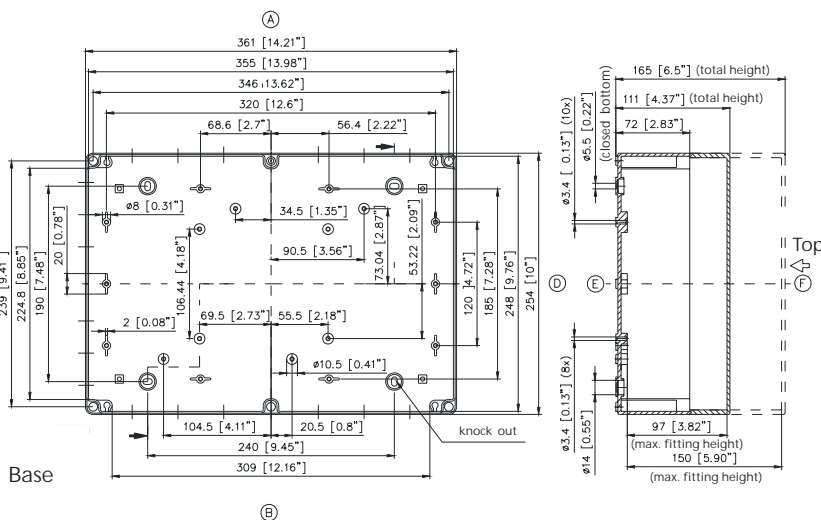 A
361 [14.21"]
355 [13.98"]
346 [13.62"]
320 [12.6"]
68.6 [2.7"]
56.4 [2.22"]
ø8 [0.31"]
34.5 [1.35"]
90.5 [3.56"]
20 [0.78"]
239 [9.41"]
224.8 [8.85"]
190 [7.48"]
106.44 [4.18"]
73.04 [2.87"]
53.22 [2.09"]
120 [4.72"]
185 [7.28"]
248 [9.76"]
254 [10"]
2 [0.08"]
69.5 [2.73"]
55.5 [2.18"]
ø10.5 [0.41"]
104.5 [4.11"]
20.5 [0.8"]
knock out
240 [9.45"]
309 [12.16"]
Base
B
165 [6.5"] (total height)
111 [4.37"] (total height)
72 [2.83"]
(closed bottom)
ø5.5 [0.22"]
ø3.4 [ 0.13"] (10x)
Top
D
E
F
ø3.4 [0.13"] (8x)
ø14 [0.55"]
97 [3.82"]
(max. fitting height)
150 [5.90"]
(max. fitting height)